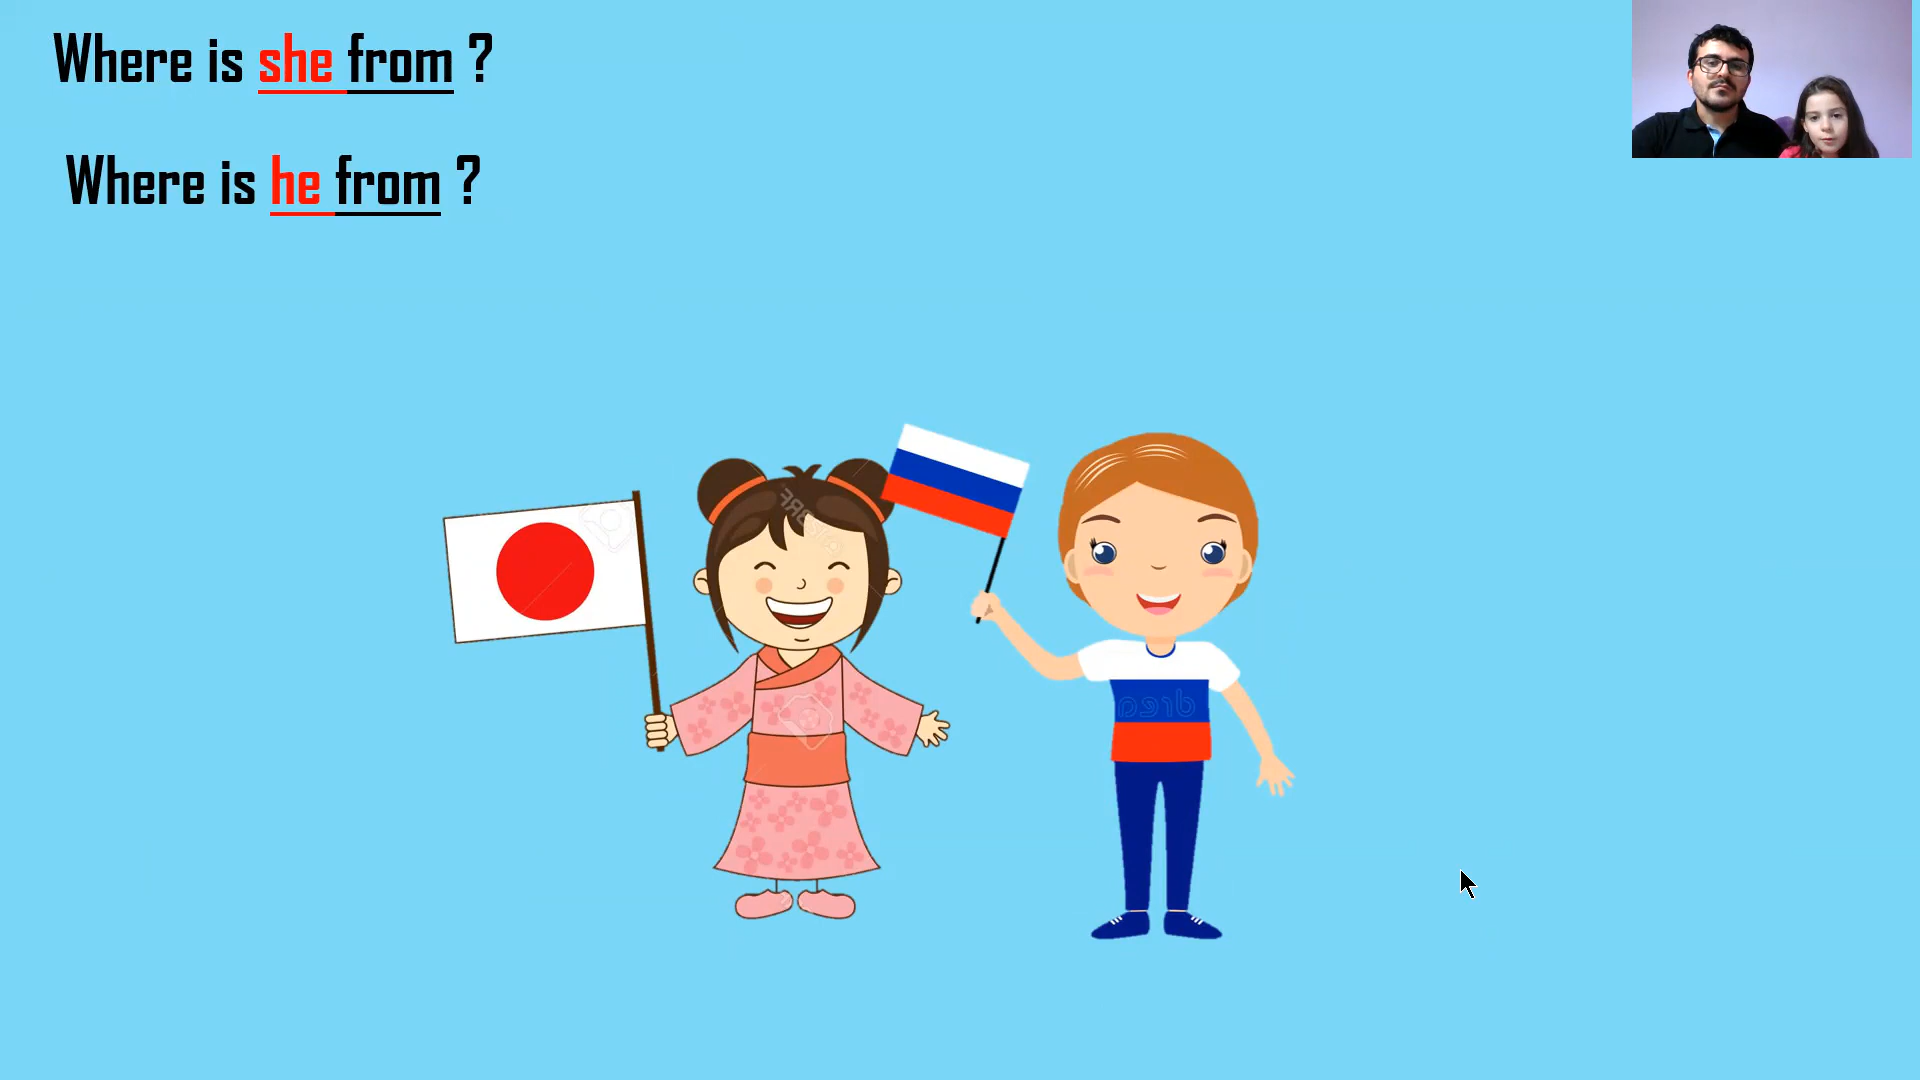 Where is she from ?
Where is he from ?